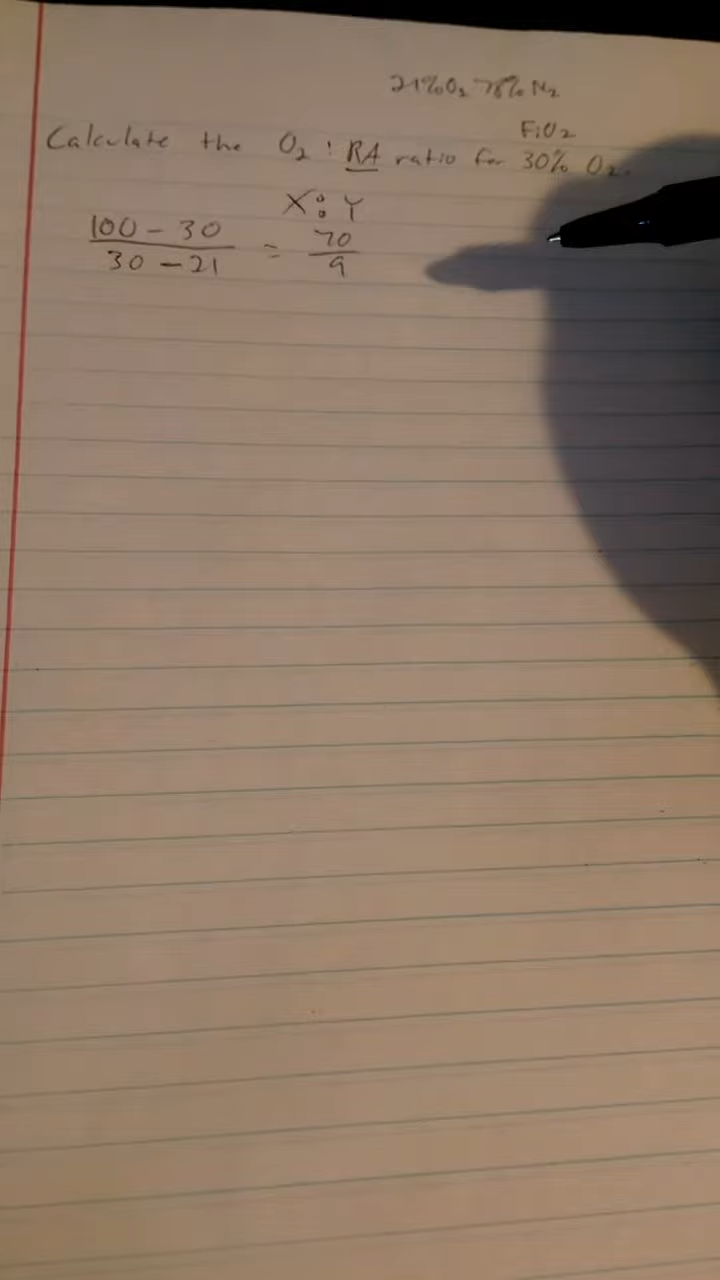 21%O₂ 78% N₂
FiO₂
Calculate the O₂ : RA ratio for 30% O₂.
X : Y
100 - 30 / 30 - 21 = 70 / 9